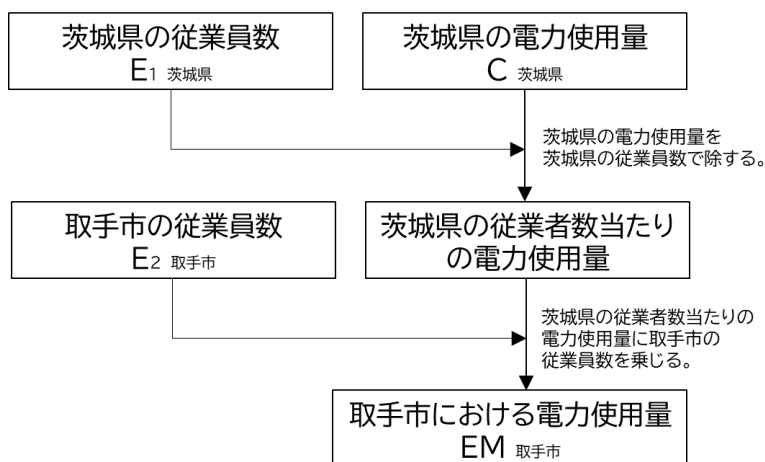 茨城県の従業員数
E1 茨城県
茨城県の電力使用量
C 茨城県
茨城県の電力使用量を
茨城県の従業員数で除する。
取手市の従業員数
E2 取手市
茨城県の従業者数当たり
の電力使用量
茨城県の従業者数当たりの
電力使用量に取手市の
従業員数を乗じる。
取手市における電力使用量
EM 取手市